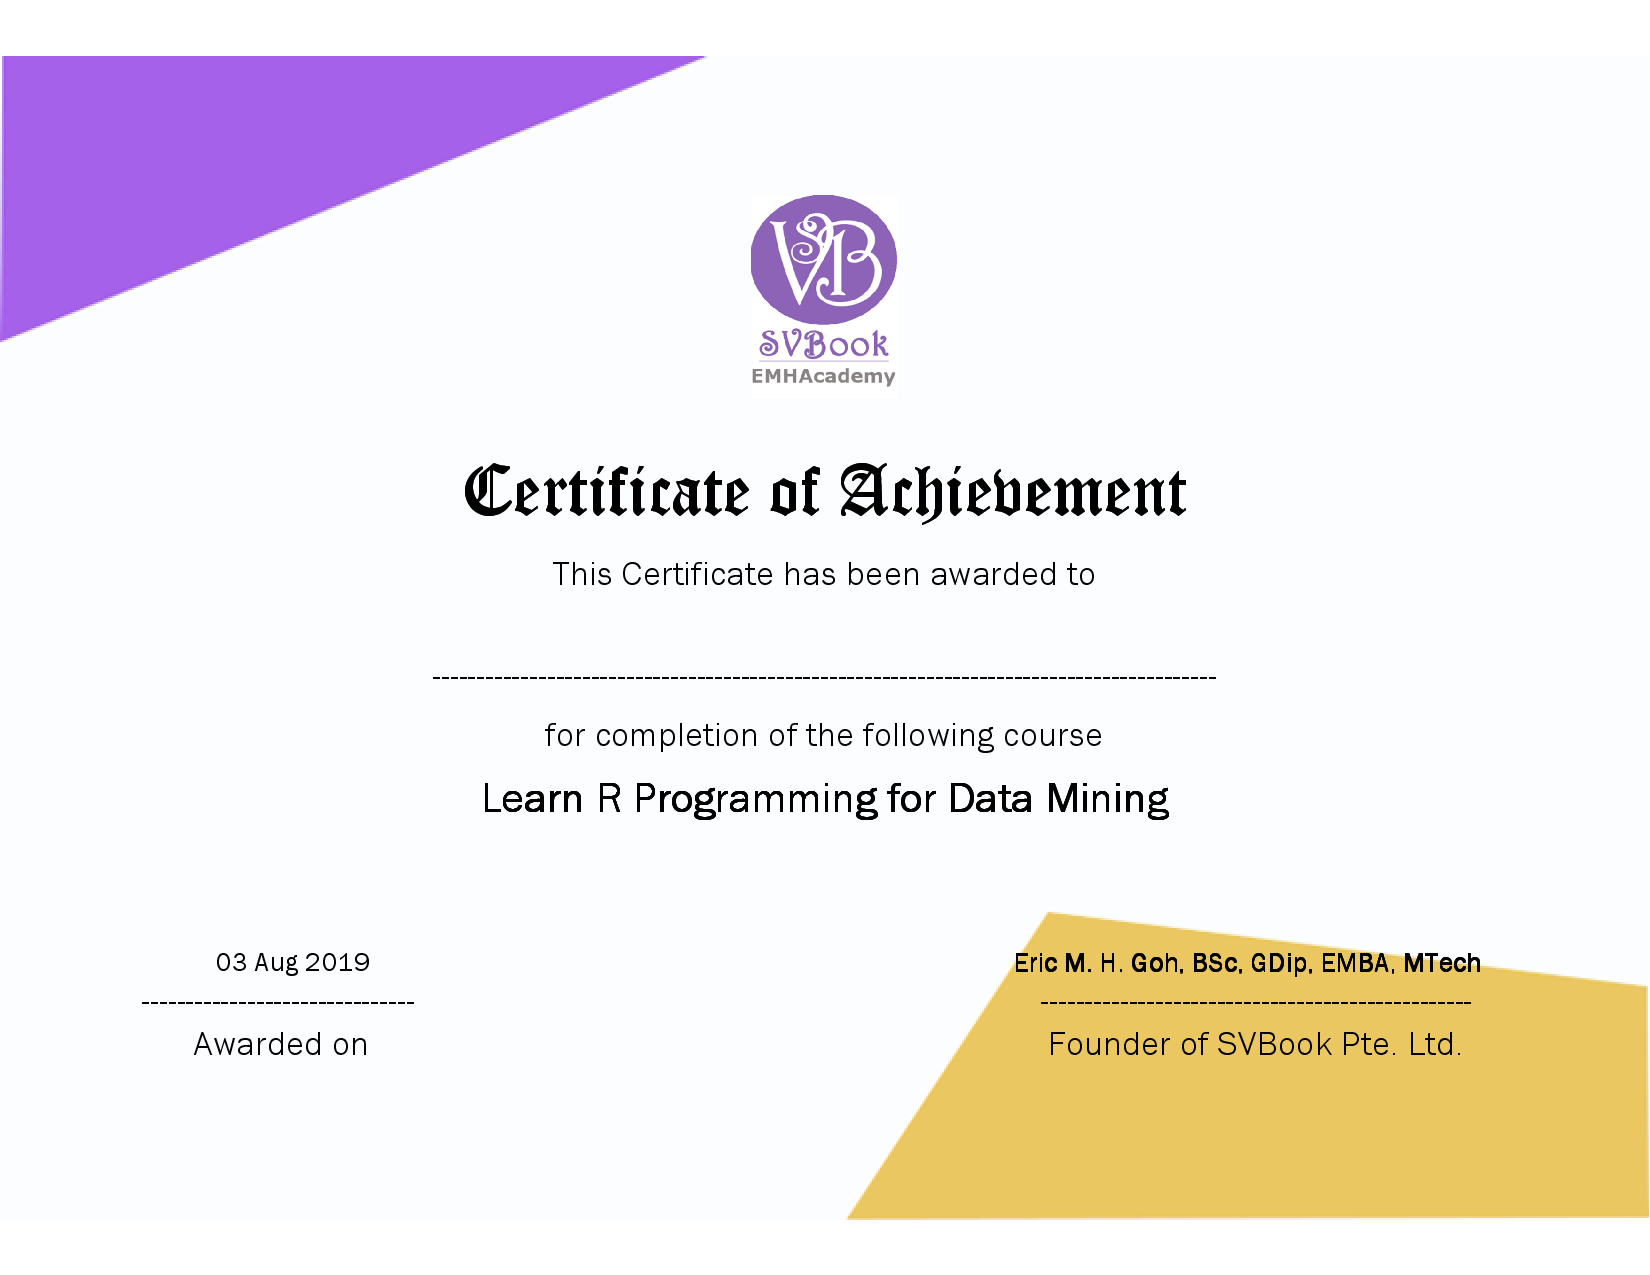 VSB
SVBook
EMHAcademy
Certificate of Achievement
This Certificate has been awarded to
for completion of the following course
Learn R Programming for Data Mining
03 Aug 2019
Eric M. H. Goh, BSc, GDip, EMBA, MTech
Awarded on
Founder of SVBook Pte. Ltd.